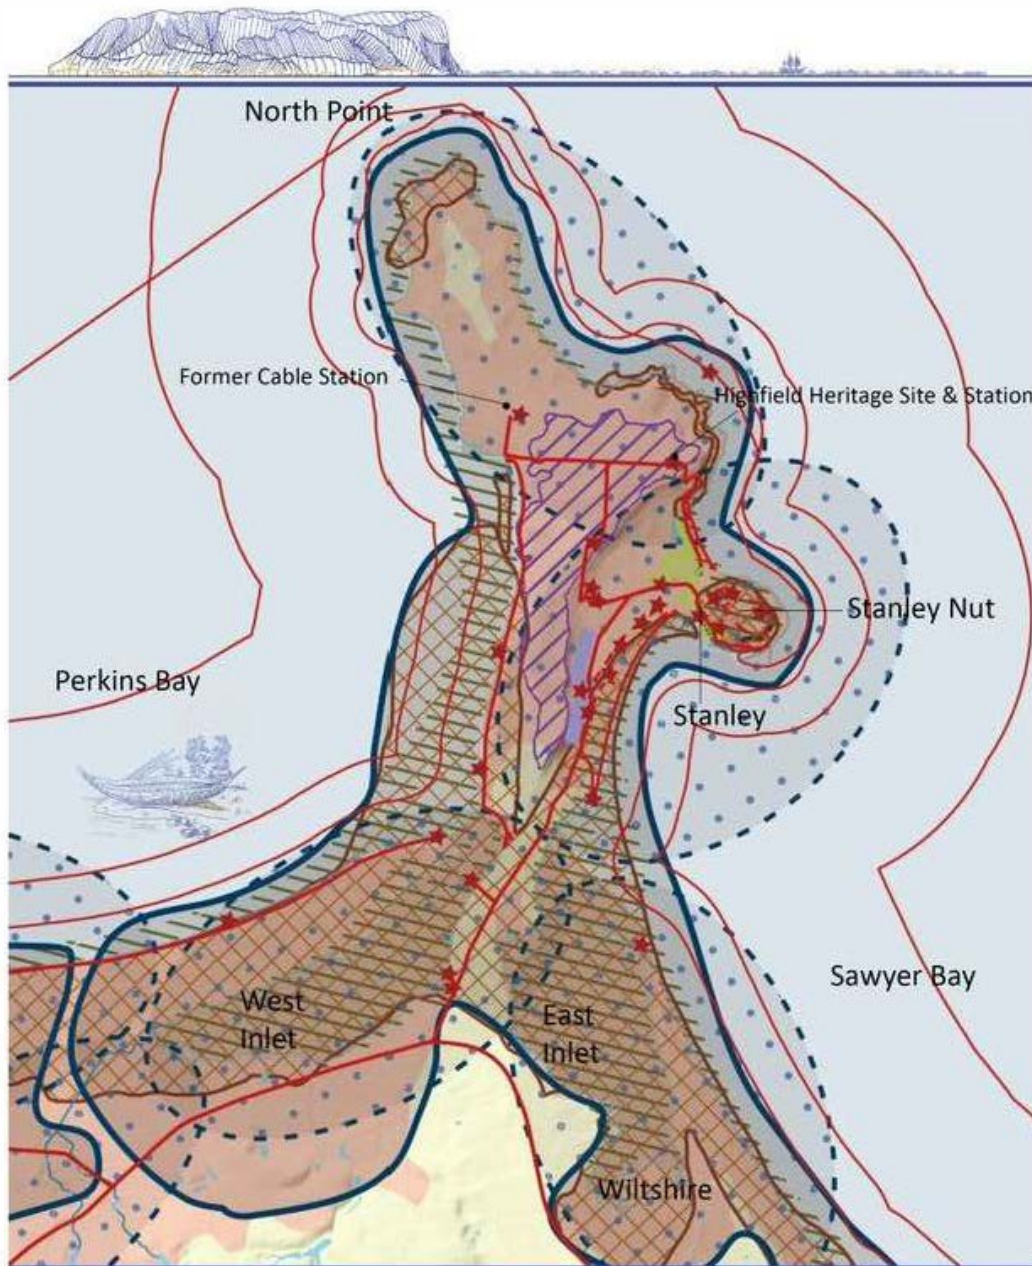 North Point
Former Cable Station
Highfield Heritage Site & Station
Stanley Nut
Perkins Bay
Stanley
Sawyer Bay
West
Inlet
East
Inlet
Wiltshire